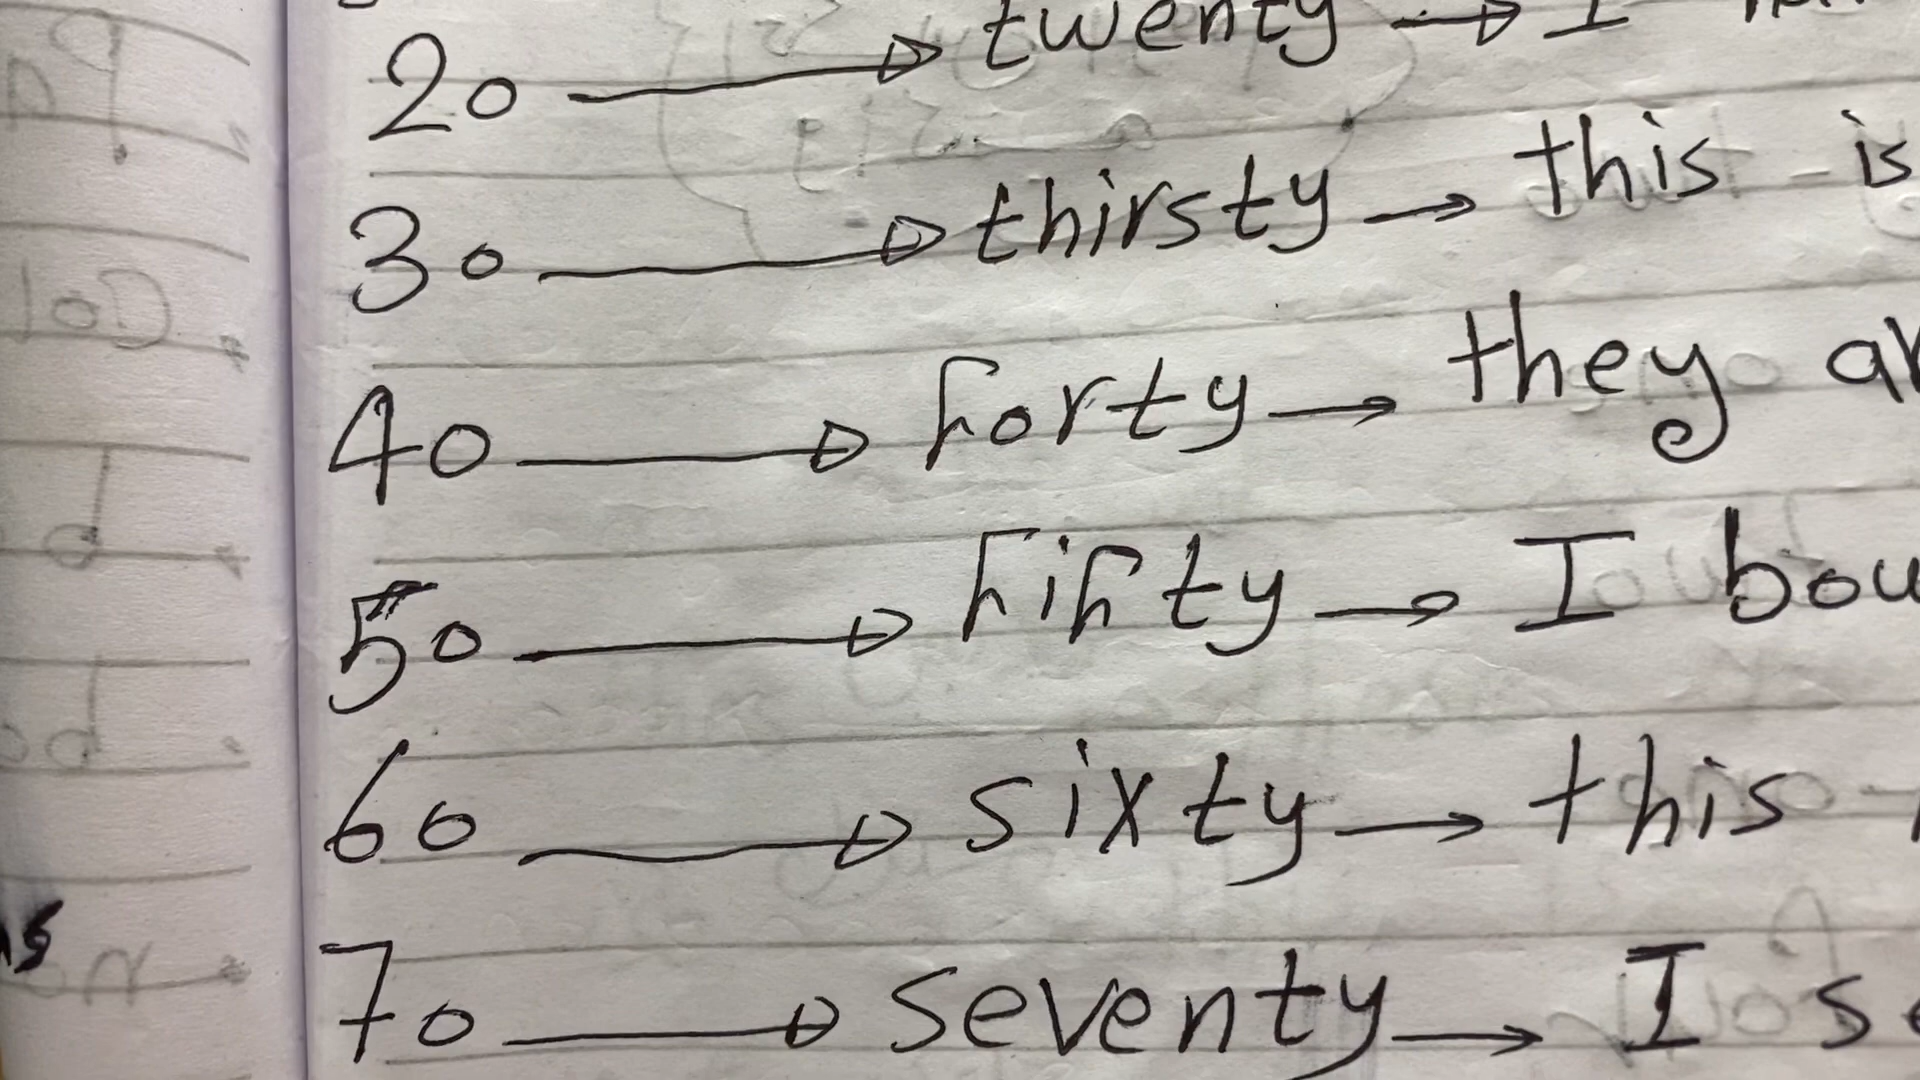 20 → twenty → I
30 → thirsty → this is
40 → forty → they
50 → fifty → I
60 → sixty → this
70 → seventy → I